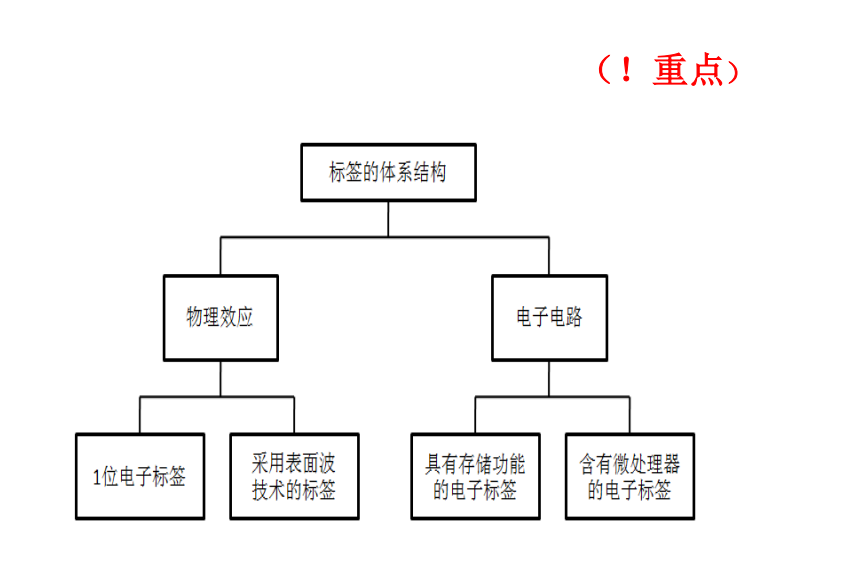 （！重点）
标签的体系结构
物理效应
电子电路
1位电子标签
采用表面波
技术的标签
具有存储功能
的电子标签
含有微处理器
的电子标签